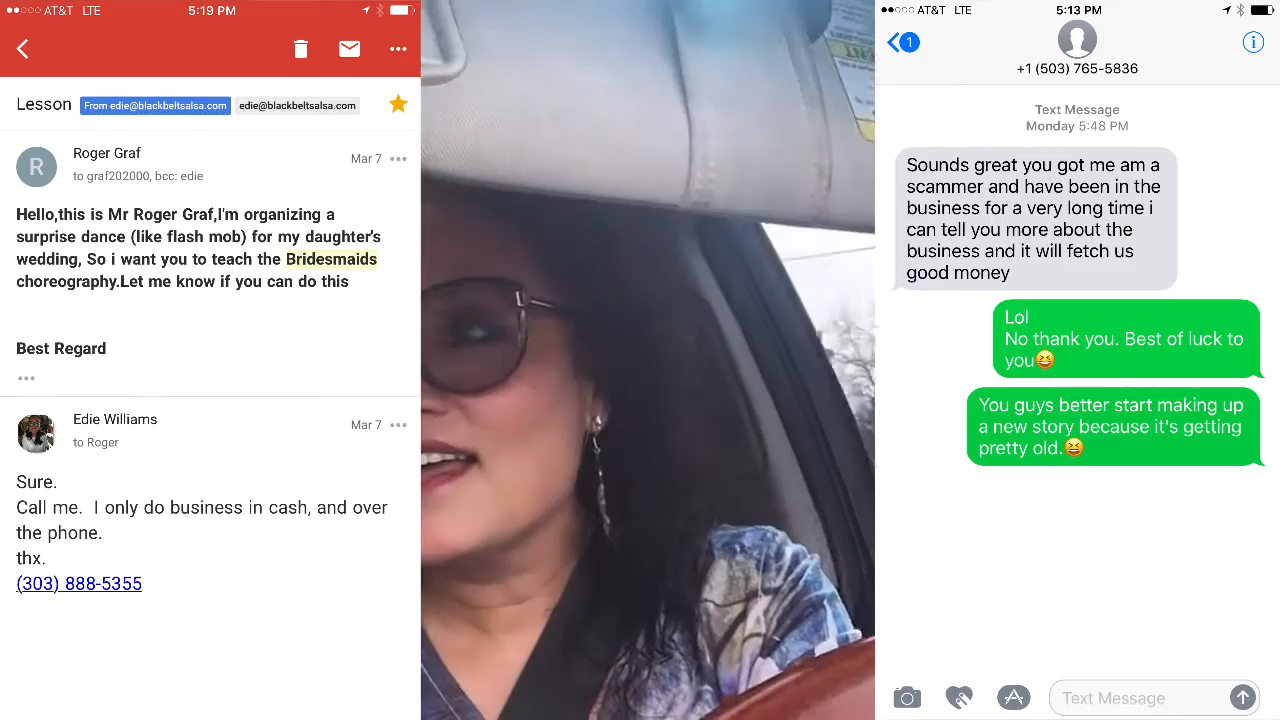 AT&T LTE
5:19 PM
Lesson
From edie@blackbeltsalsa.com
edie@blackbeltsalsa.com
R
Roger Graf
Mar 7
to graf202000, bcc: edie
Hello,this is Mr Roger Graf,I'm organizing a
surprise dance (like flash mob) for my daughter's
wedding, So i want you to teach the Bridesmaids
choreography.Let me know if you can do this
Best Regard
Edie Williams
Mar 7
to Roger
Sure.
Call me. I only do business in cash, and over
the phone.
thx.
(303) 888-5355
AT&T LTE
5:13 PM
1
+1 (503) 765-5836
Text Message
Monday 5:48 PM
Sounds great you got me am a
scammer and have been in the
business for a very long time i
can tell you more about the
business and it will fetch us
good money
Lol
No thank you. Best of luck to
you😆
You guys better start making up
a new story because it's getting
pretty old.😆
Text Message